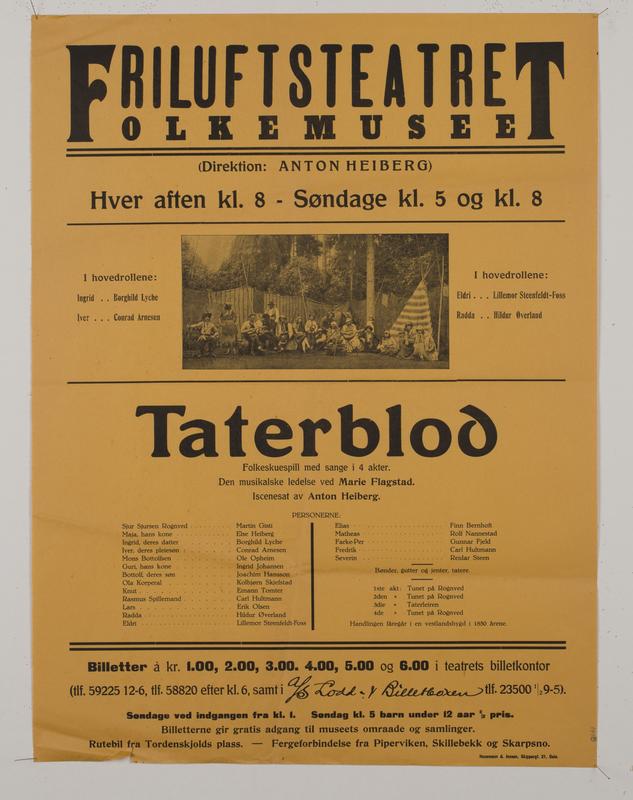 FRILUFTSTEATRET
FOLKEMUSEET
(Direktion: ANTON HEIBERG)
Hver aften kl. 8 - Søndage kl. 5 og kl. 8
I hovedrollene:
Ingrid . . Borghild Lyche
Iver . . . Conrad Arnesen
I hovedrollene:
Eldri . . . Lillemor Steenfeldt-Foss
Radda . . Hildur Øverland
Taterblod
Folkeskuespill med sange i 4 akter.
Den musikalske ledelse ved Marie Flagstad.
Iscenesat av Anton Heiberg.
PERSONERNE:
Sjur Sjursen Rognved . . . . Martin Gisti
Maja, hans kone . . . . Else Heiberg
Ingrid, deres datter . . . . Borghild Lyche
Iver, deres pleiesøn . . . . Conrad Arnesen
Mons Bottolfsen . . . . Ole Opheim
Guri, hans kone . . . . Ingrid Johansen
Bottolf, deres søn . . . . Joachim Hansson
Ola Korperal . . . . Kolbjørn Skjefstad
Knut . . . . Emann Tomter
Rasmus Spillemand . . . . Carl Hultmann
Lars . . . . Erik Olsen
Radda . . . . Hildur Øverland
Eldri . . . . Lillemor Steenfeldt-Foss
Elias . . . . Finn Bernhoft
Matheas . . . . Rolf Nannestad
Farke-Per . . . . Gunnar Fjeld
Fredrik . . . . Carl Hultmann
Severin . . . . Reidar Steen
Bønder, gutter og jenter, tatere.
1ste akt: Tunet på Rognved
2den " Tunet på Rognved
3die " Taterleiren
4de " Tunet på Rognved
Handlingen foregår i en vestlandsbygd i 1850 årene.
Billetter à kr. 1.00, 2.00, 3.00. 4.00, 5.00 og 6.00 i teatrets billetkontor
(tlf. 59225 12-6, tlf. 58820 efter kl. 6, samt i A/S Lodd- & Billetboxen tlf. 23500 ½9-5).
Søndage ved indgangen fra kl. 1. Søndag kl. 5 barn under 12 aar ½ pris.
Billetterne gir gratis adgang til museets omraade og samlinger.
Rutebil fra Tordenskjolds plass. — Fergeforbindelse fra Piperviken, Skillebekk og Skarpsno.